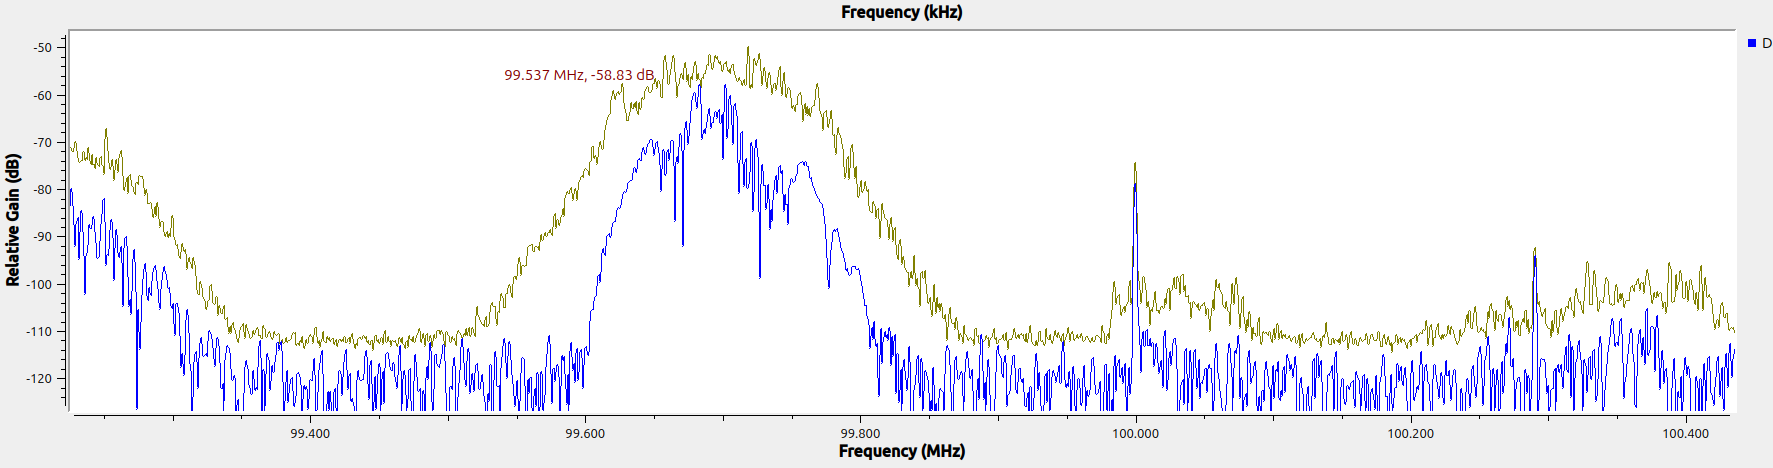 Frequency (kHz)
-50
D
99.537 MHz, -58.83 dB
-60
-70
-80
-90
-100
-110
-120
Relative Gain (dB)
99.400
99.600
99.800
100.000
100.200
100.400
Frequency (MHz)